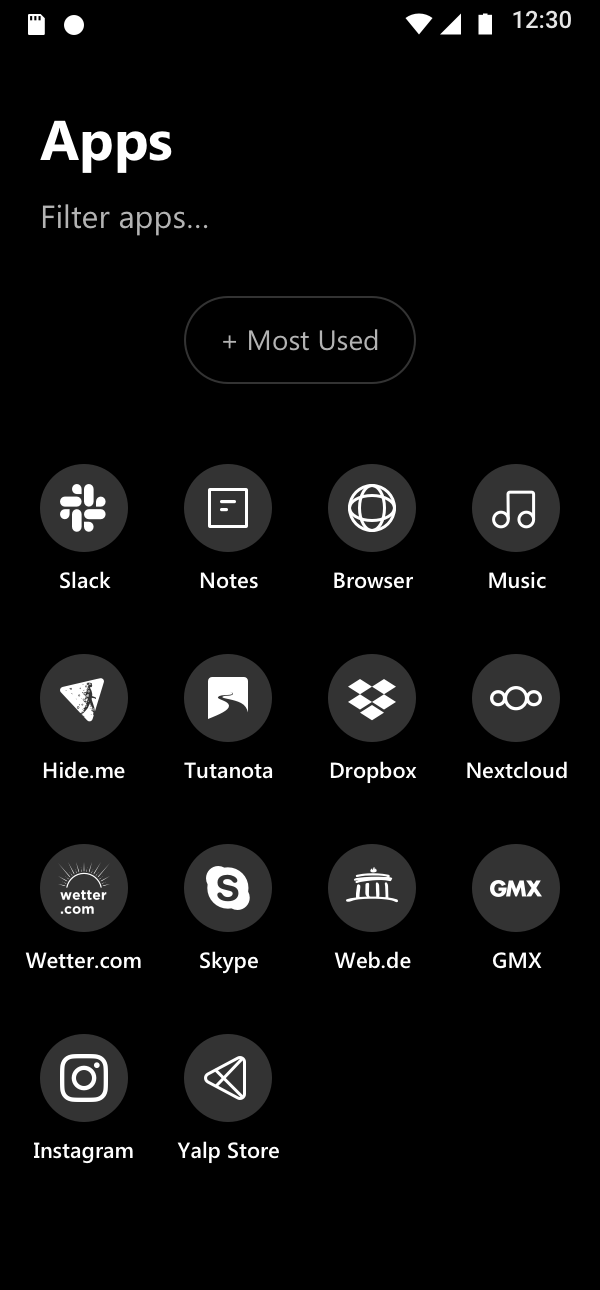 12:30
Apps
Filter apps...
+ Most Used
Slack
Notes
Browser
Music
Hide.me
Tutanota
Dropbox
Nextcloud
wetter
.com
S
GMX
Wetter.com
Skype
Web.de
GMX
Instagram
Yalp Store